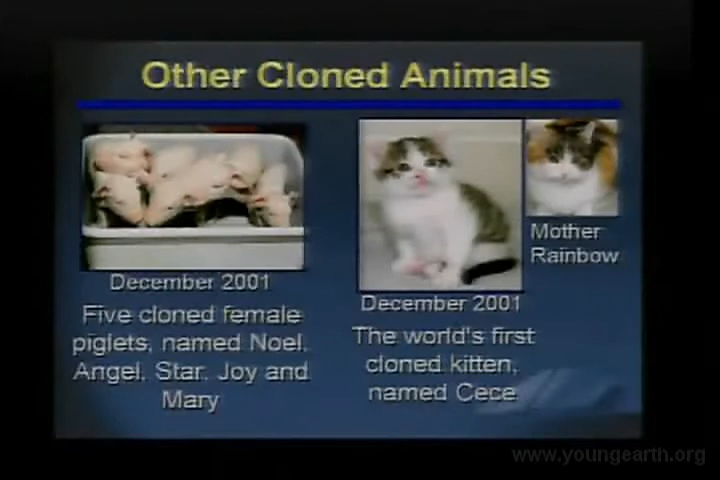 Other Cloned Animals
December 2001
Five cloned female
piglets, named Noel,
Angel, Star, Joy and
Mary
Mother
Rainbow
December 2001
The world's first
cloned kitten,
named Cece
www.youngearth.org